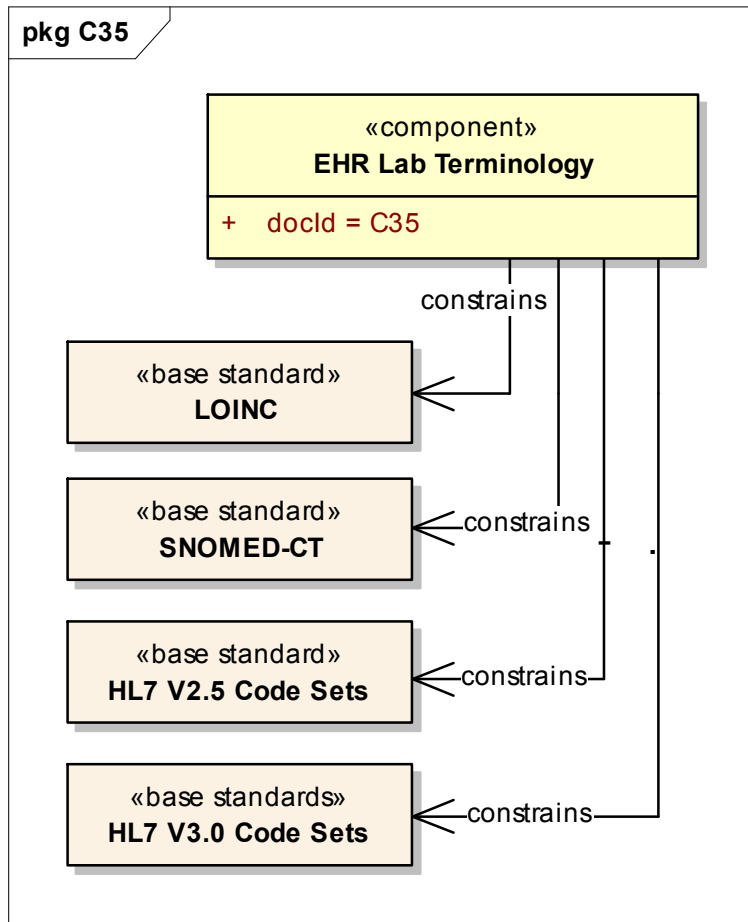 pkg C35
«component»
EHR Lab Terminology
+ docId = C35
constrains
«base standard»
LOINC
«base standard»
SNOMED-CT
constrains
«base standard»
HL7 V2.5 Code Sets
constrains
«base standards»
HL7 V3.0 Code Sets
constrains